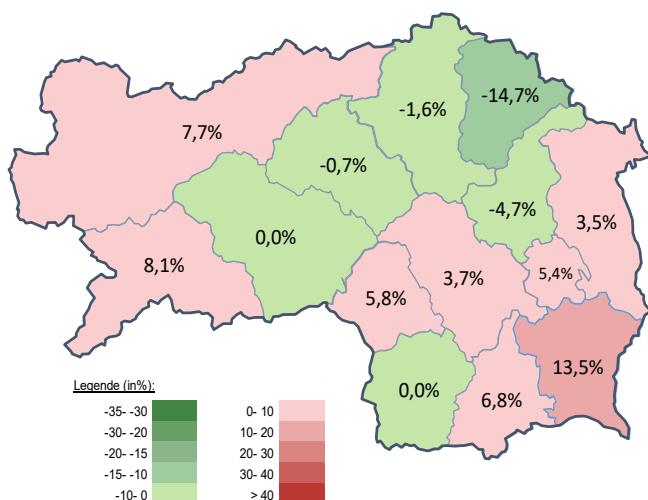 -14,7%
-1,6%
7,7%
-0,7%
-4,7%
3,5%
0,0%
8,1%
5,4%
3,7%
5,8%
13,5%
0,0%
6,8%
Legende (in%):
-35- -30 0- 10
-30- -20 10- 20
-20- -15 20- 30
-15- -10 30- 40
-10- 0 > 40